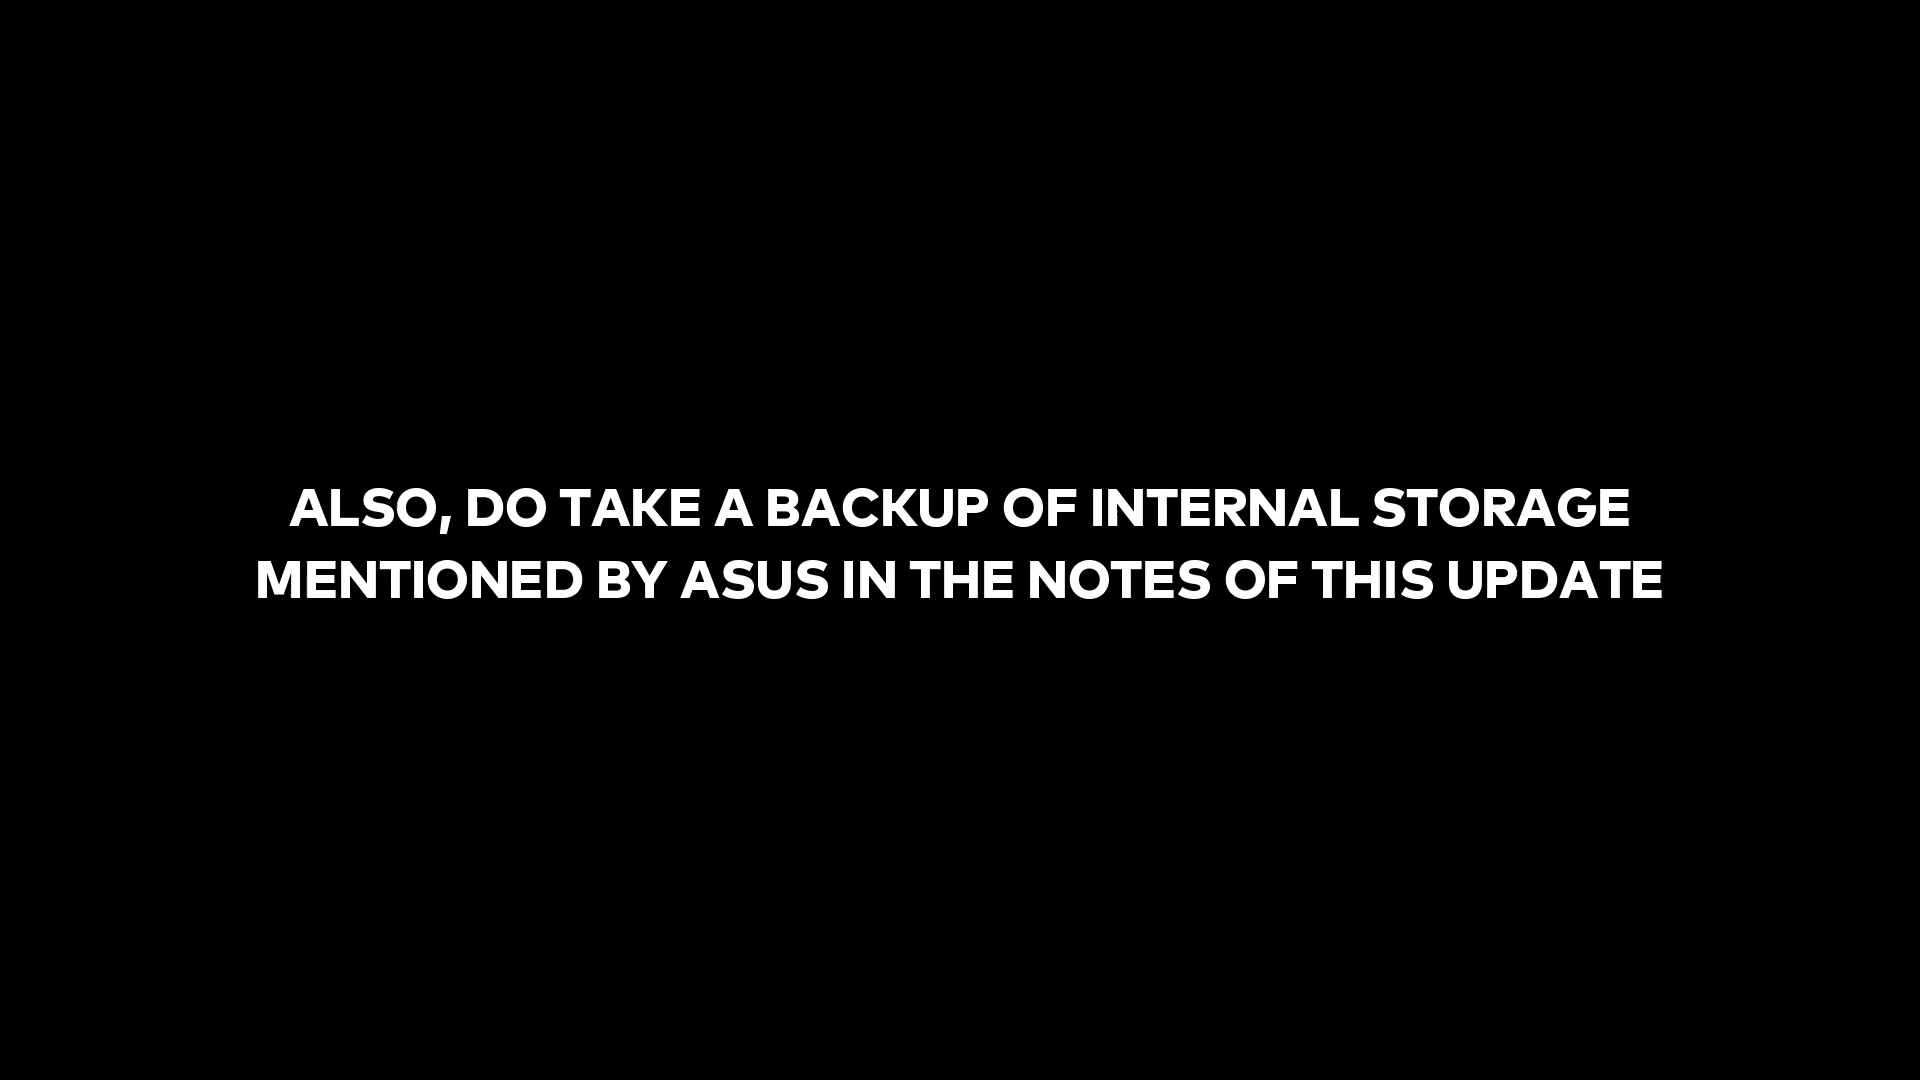 ALSO, DO TAKE A BACKUP OF INTERNAL STORAGE
MENTIONED BY ASUS IN THE NOTES OF THIS UPDATE